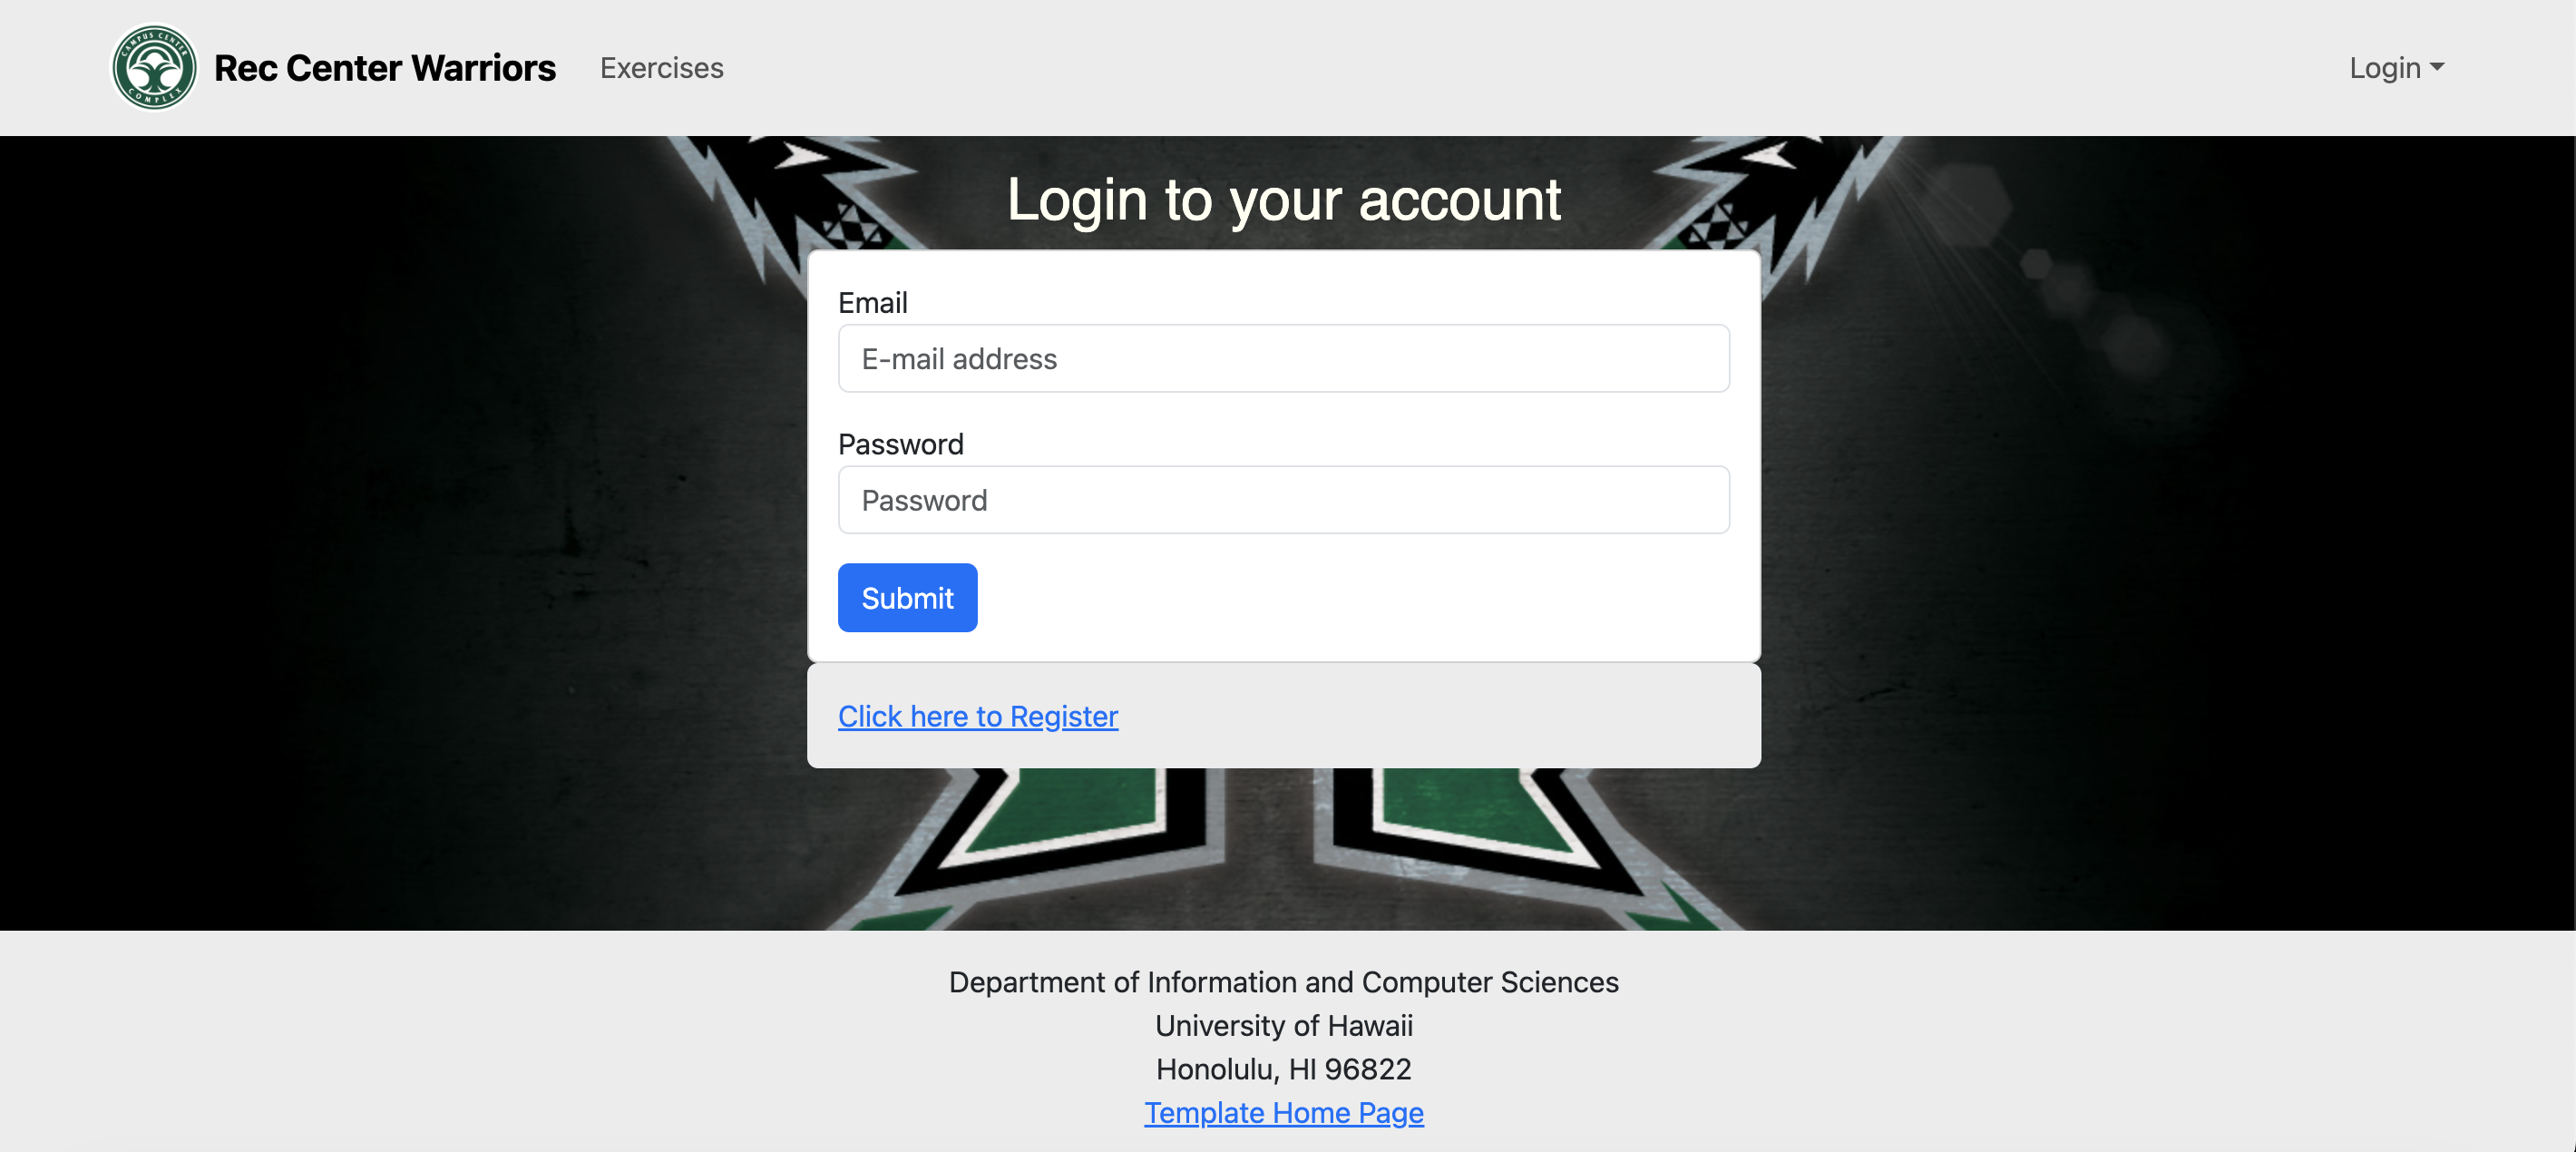 CAMPUS CENTER
COMPLEX
Rec Center Warriors
Exercises
Login
Login to your account
Email
E-mail address
Password
Password
Submit
Click here to Register
Department of Information and Computer Sciences
University of Hawaii
Honolulu, HI 96822
Template Home Page